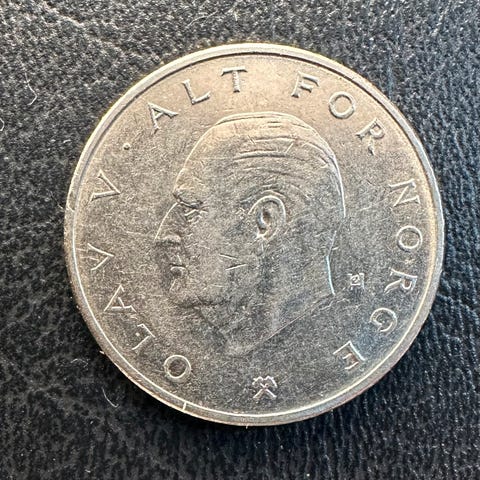 OLAV V · ALT FOR NORGE